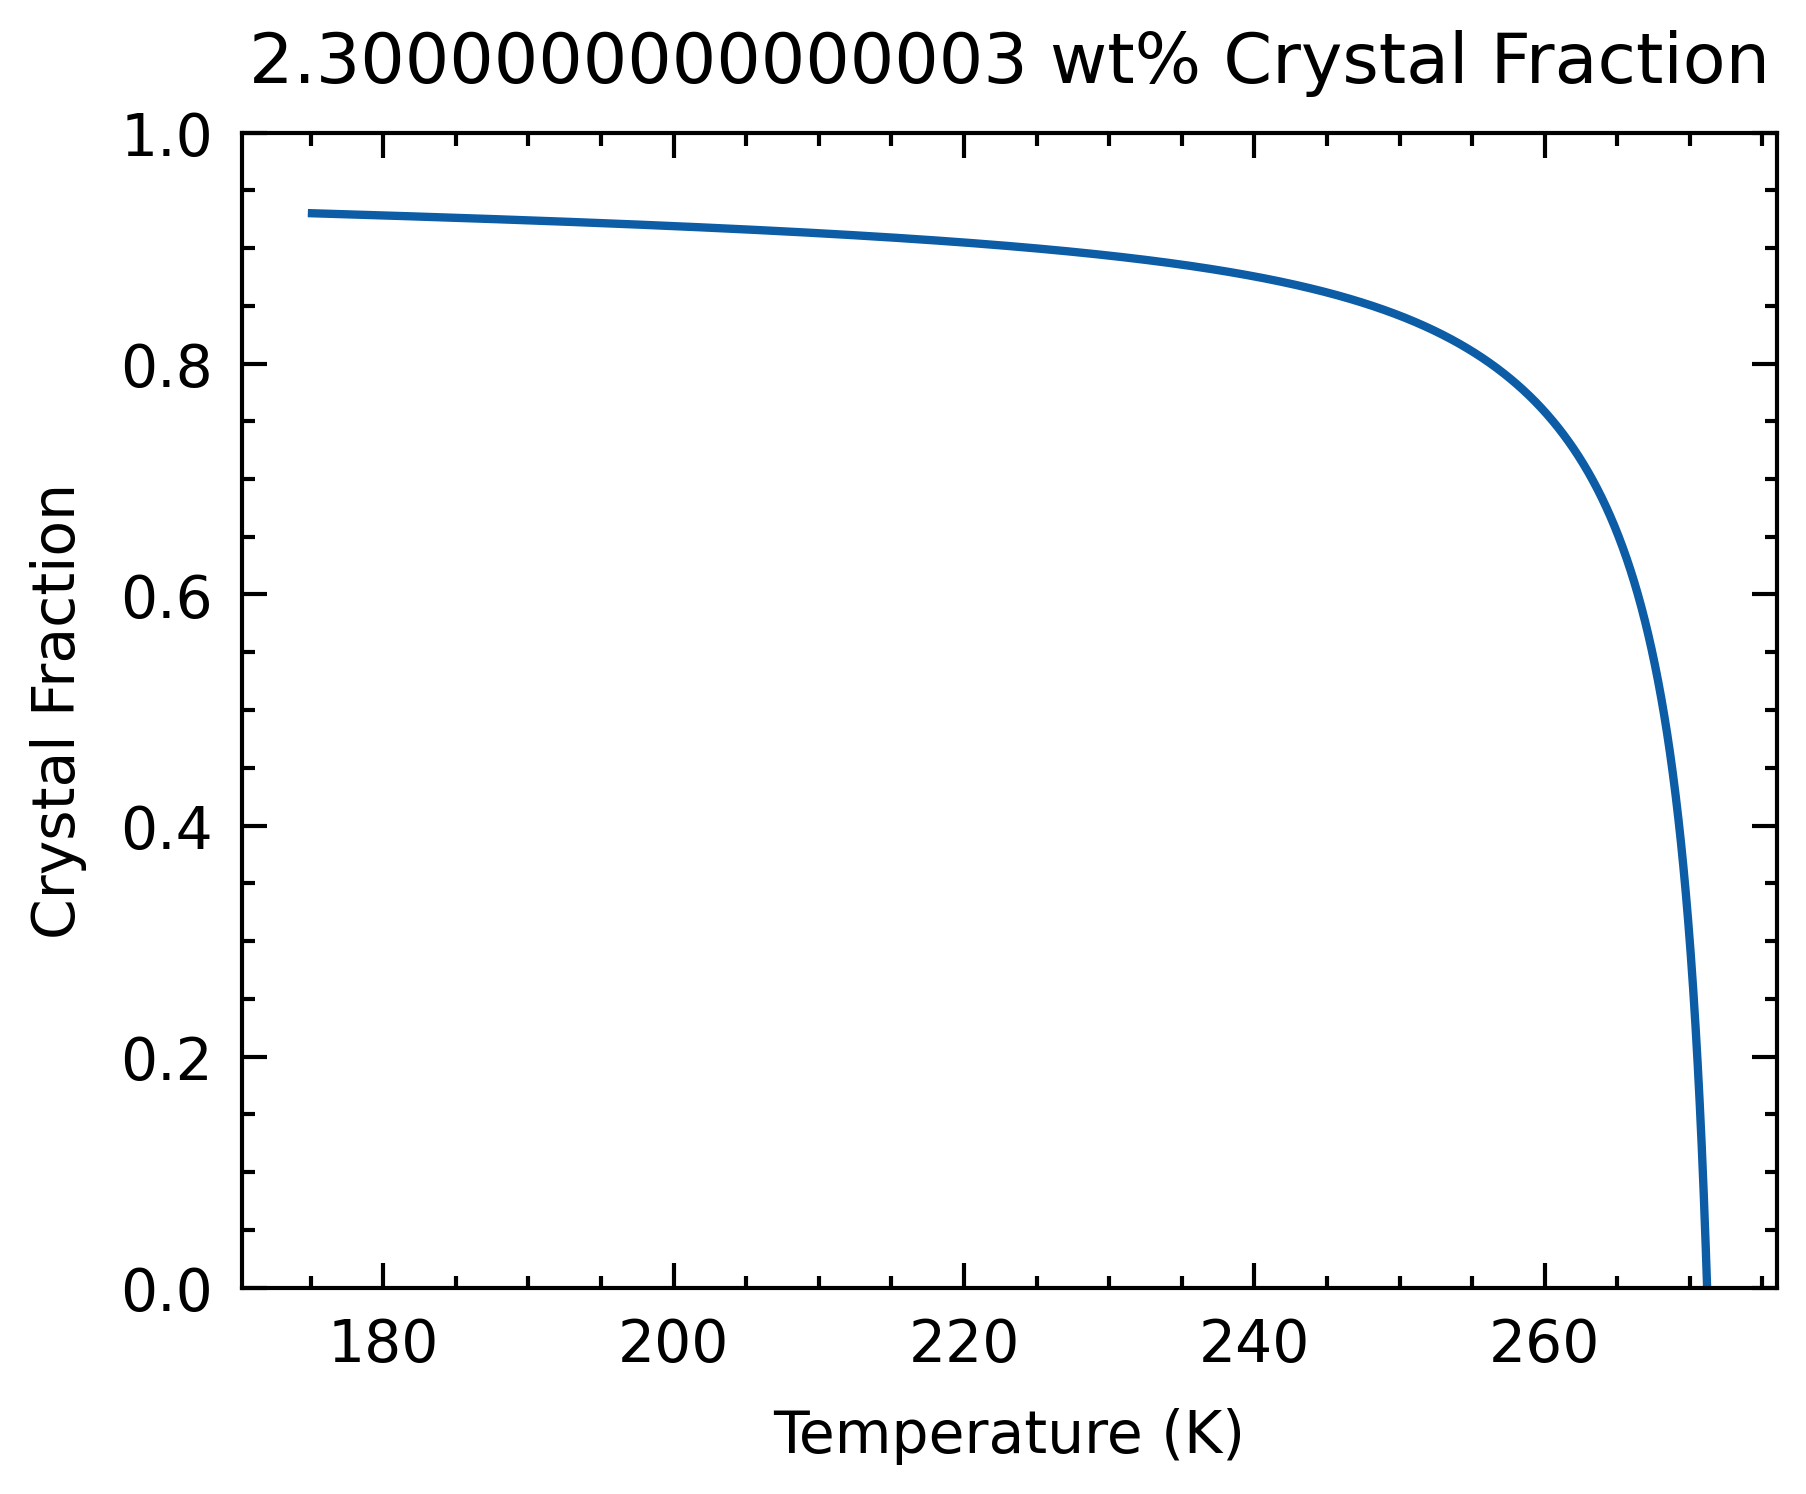 2.3000000000000003 wt% Crystal Fraction
1.0
0.8
0.6
0.4
0.2
0.0
Crystal Fraction
180 200 220 240 260
Temperature (K)